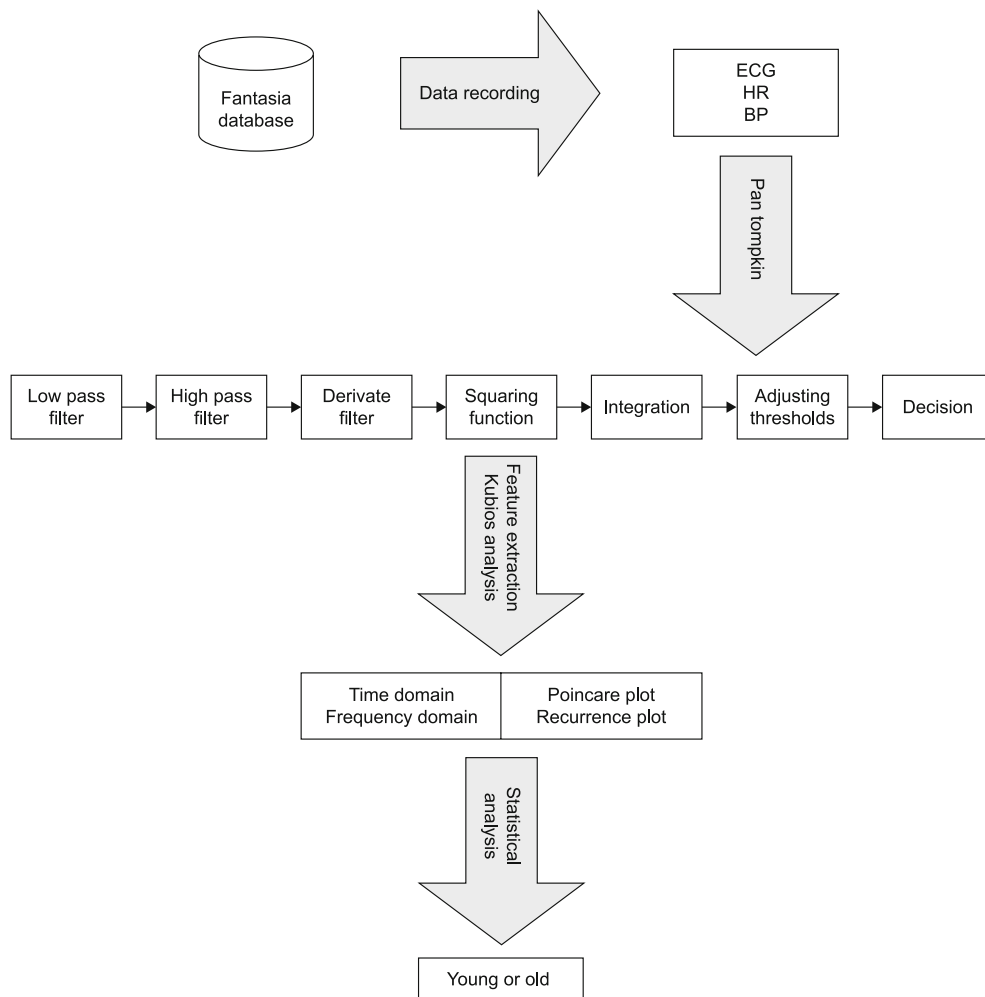 Fantasia
database
Data recording
ECG
HR
BP
Pan tompkin
Low pass
filter
High pass
filter
Derivate
filter
Squaring
function
Integration
Adjusting
thresholds
Decision
Feature extraction
Kubios analysis
Time domain
Frequency domain
Poincare plot
Recurrence plot
Statistical
analysis
Young or old